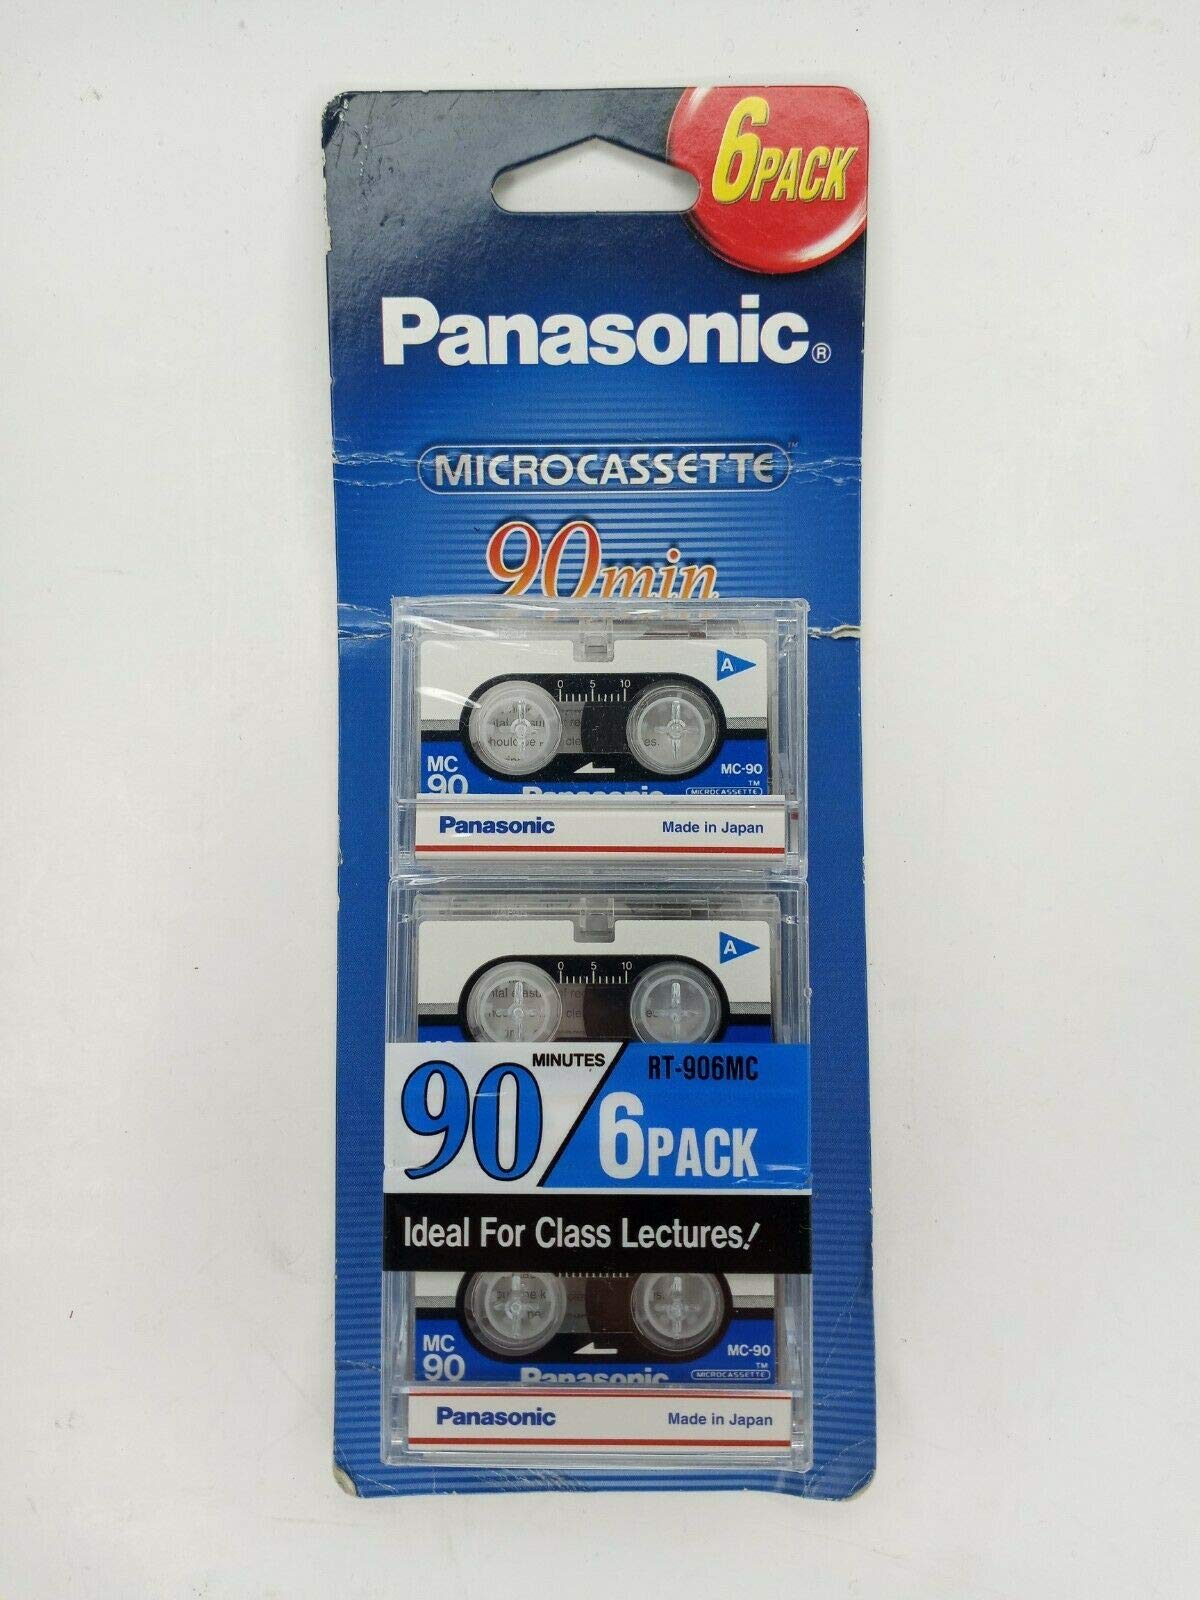 6PACK
Panasonic®
MICROCASSETTE™
90min
A
0 5 10
MC
90
MC-90
TM
MICROCASSETTE
Panasonic
Panasonic Made in Japan
A
0 5 10
90 MINUTES RT-906MC
6PACK
Ideal For Class Lectures!
MC
90
MC-90
TM
MICROCASSETTE
Panasonic
Panasonic Made in Japan